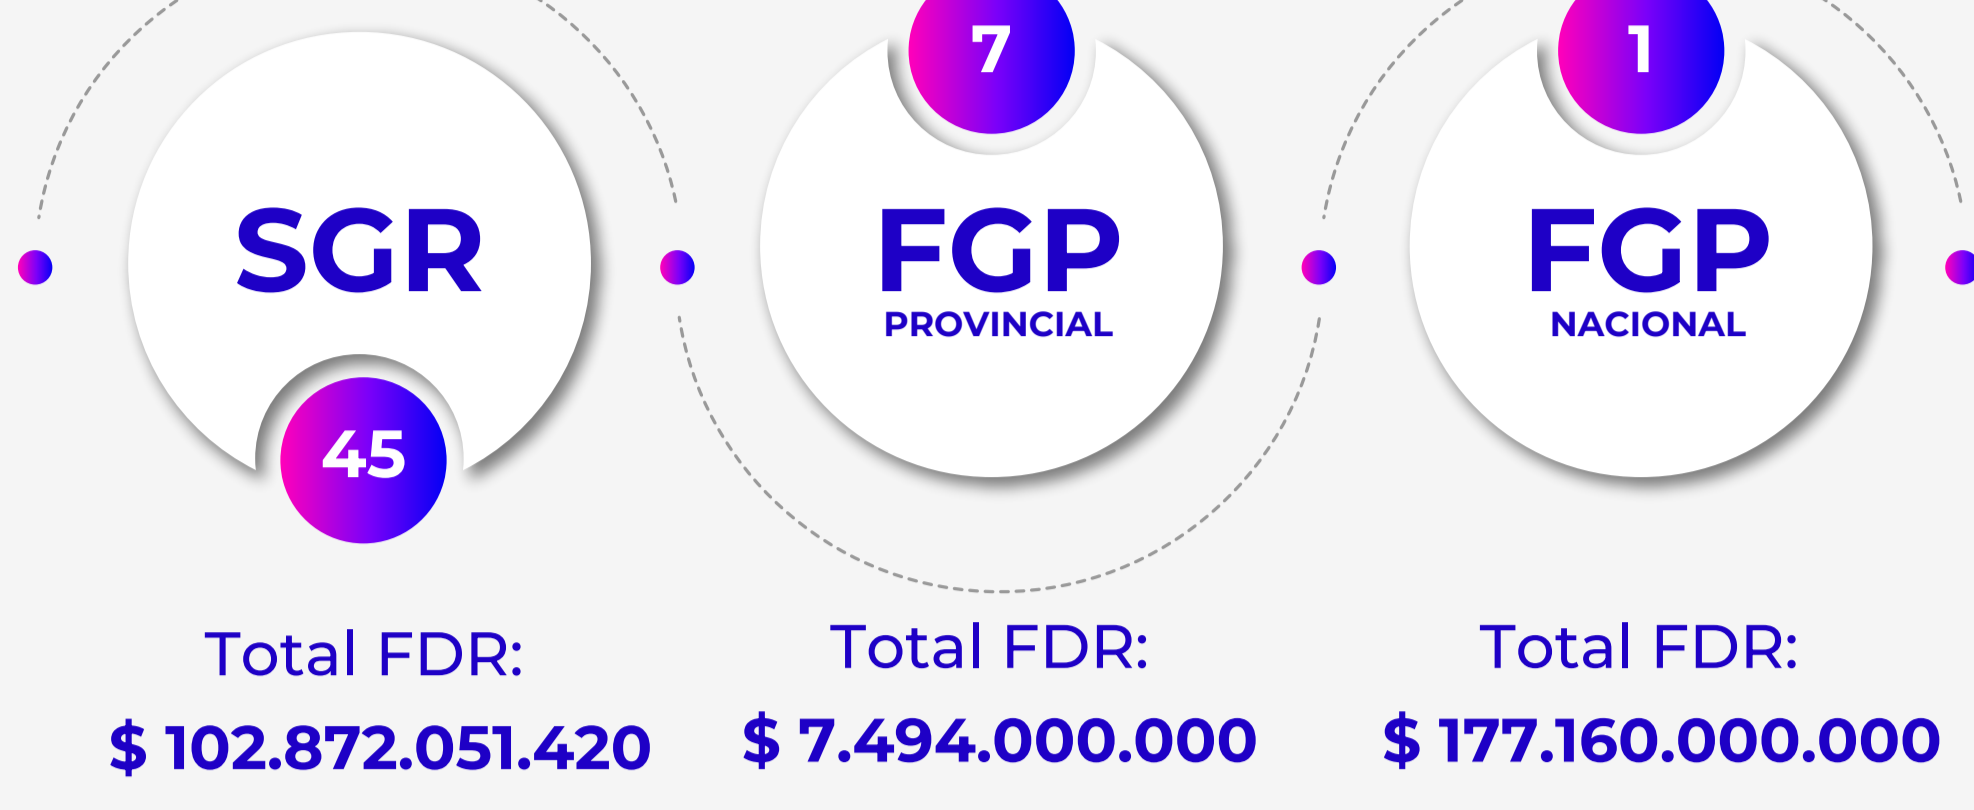 SGR
45
Total FDR:
$ 102.872.051.420
7
FGP
PROVINCIAL
Total FDR:
$ 7.494.000.000
1
FGP
NACIONAL
Total FDR:
$ 177.160.000.000